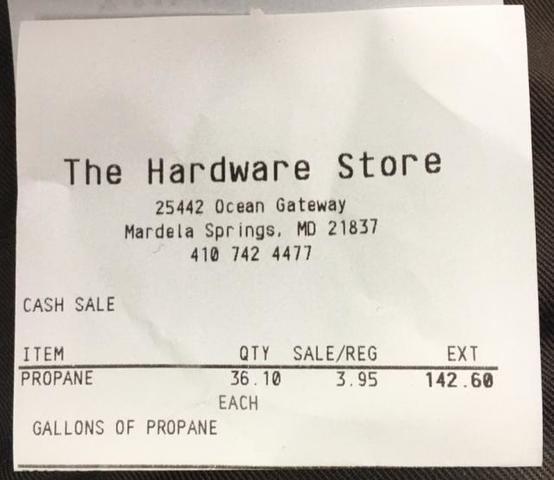 The Hardware Store
25442 Ocean Gateway
Mardela Springs, MD 21837
410 742 4477
CASH SALE
ITEM QTY SALE/REG EXT
PROPANE 36.10 3.95 142.60
EACH
GALLONS OF PROPANE